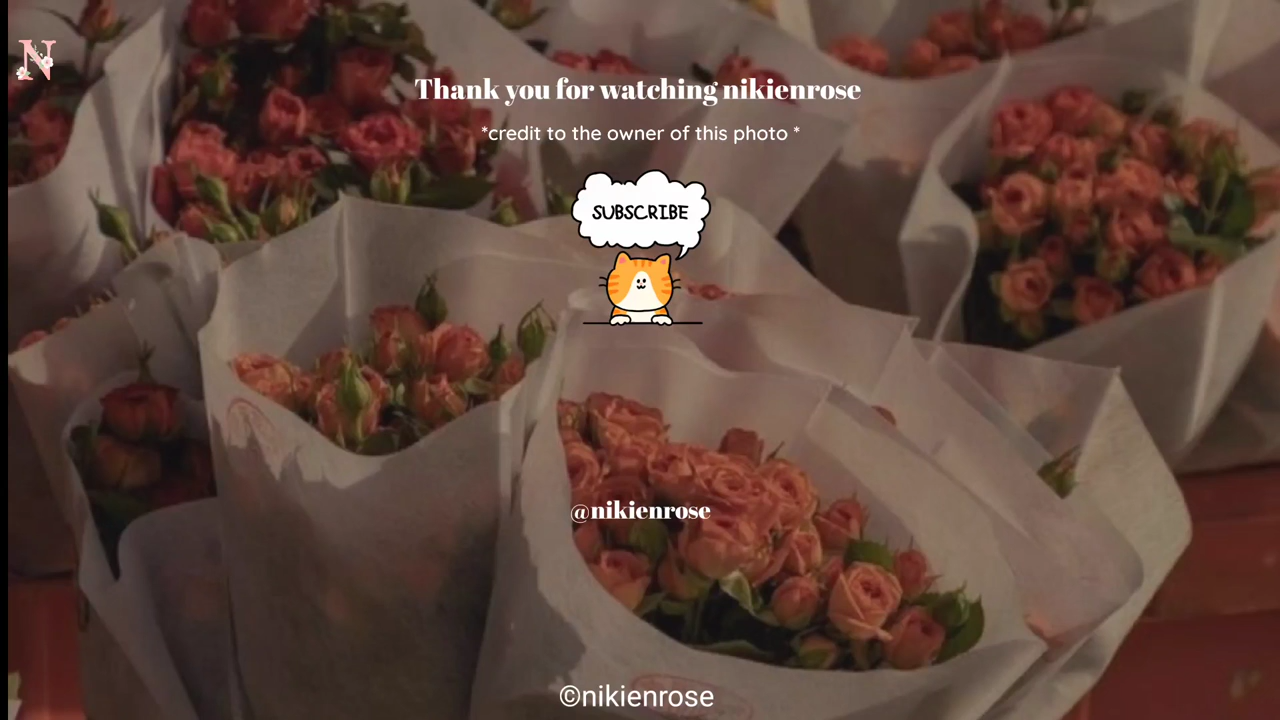 N
Thank you for watching nikienrose
*credit to the owner of this photo *
SUBSCRIBE
@nikienrose
©nikienrose